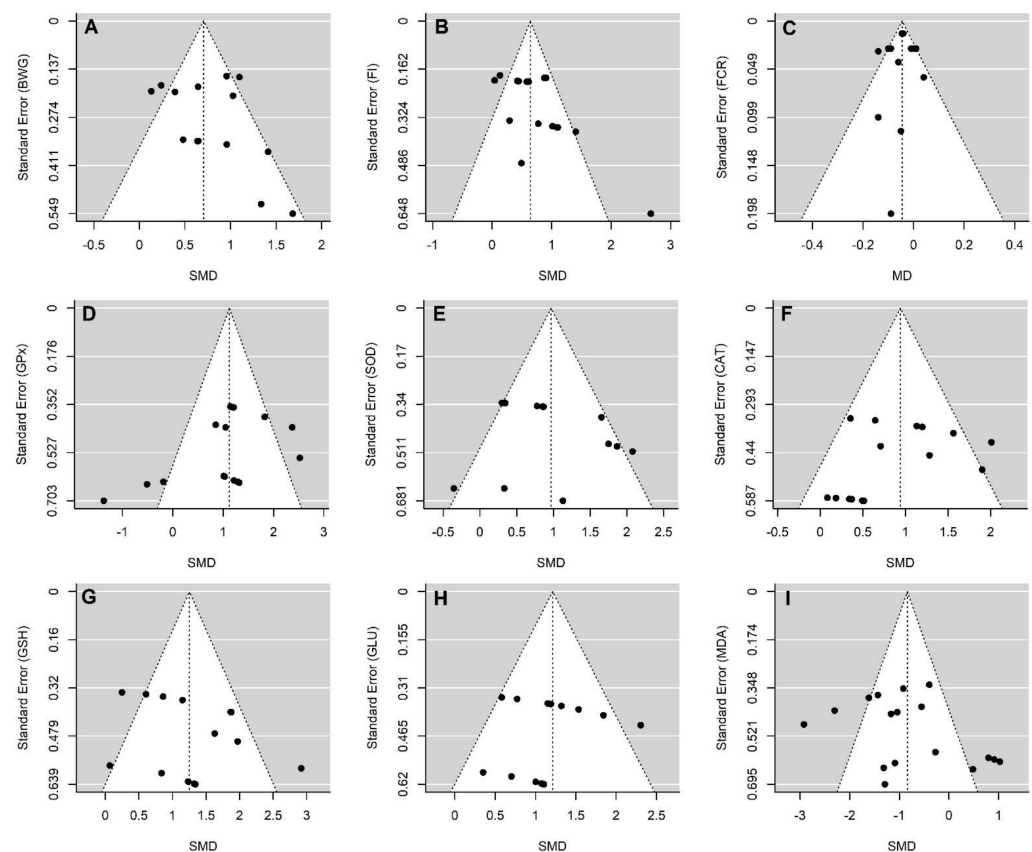 A
Standard Error (BWG)
0
0.137
0.274
0.411
0.549
-0.5 0 0.5 1 1.5 2
SMD
B
Standard Error (FI)
0
0.162
0.324
0.486
0.648
-1 0 1 2 3
SMD
C
Standard Error (FCR)
0
0.049
0.099
0.148
0.198
-0.4 -0.2 0 0.2 0.4
MD
D
Standard Error (GPx)
0
0.176
0.352
0.527
0.703
-1 0 1 2 3
SMD
E
Standard Error (SOD)
0
0.17
0.34
0.511
0.681
-0.5 0 0.5 1 1.5 2 2.5
SMD
F
Standard Error (CAT)
0
0.147
0.293
0.44
0.587
0 0.5 1 1.5 2 2.5
SMD
G
Standard Error (GSH)
0
0.16
0.32
0.479
0.639
0 0.5 1 1.5 2 2.5 3
SMD
H
Standard Error (GLU)
0
0.155
0.31
0.465
0.62
0 0.5 1 1.5 2 2.5
SMD
I
Standard Error (MDA)
0
0.174
0.348
0.521
0.695
-3 -2 -1 0 1
SMD